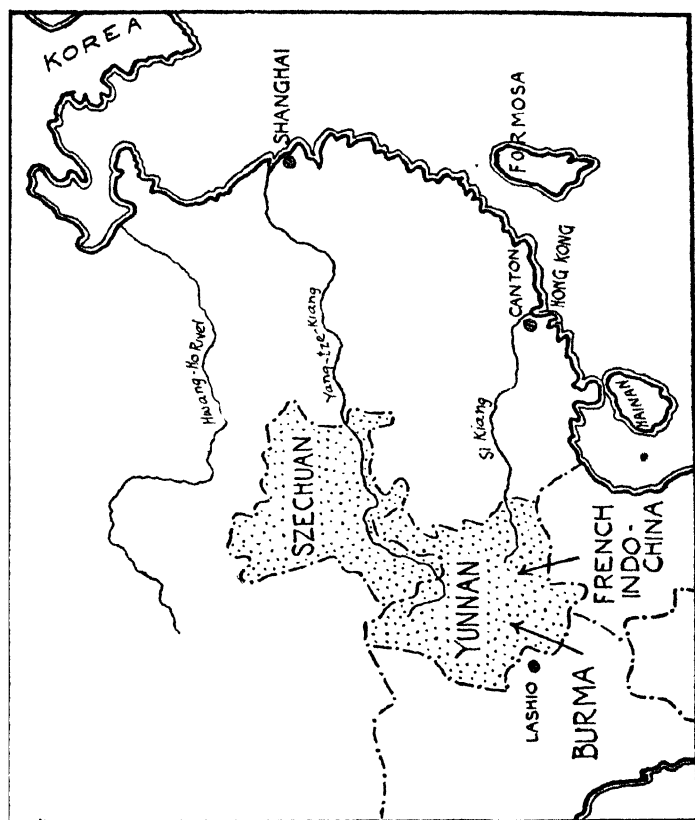 KOREA
SHANGHAI
FORMOSA
Hwang-Ho River
Yang-tze-Kiang
CANTON
HONG KONG
Si Kiang
HAINAN
SZECHUAN
YUNNAN
FRENCH
INDO-
CHINA
LASHIO
BURMA